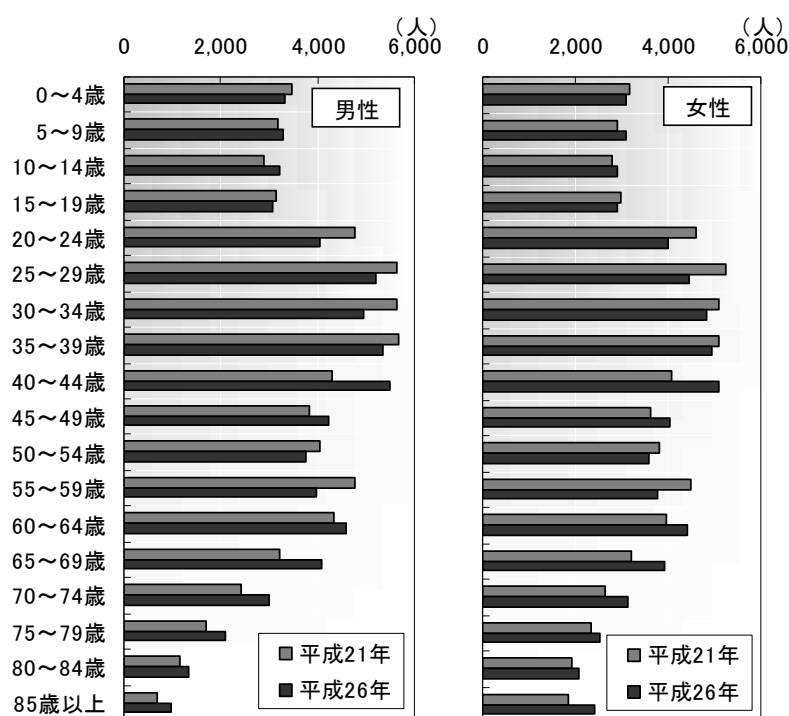 （人） （人）
0 2,000 4,000 6,000 0 2,000 4,000 6,000
0～4歳 男性 女性
5～9歳
10～14歳
15～19歳
20～24歳
25～29歳
30～34歳
35～39歳
40～44歳
45～49歳
50～54歳
55～59歳
60～64歳
65～69歳
70～74歳
75～79歳
80～84歳 平成21年 平成21年
85歳以上 平成26年 平成26年